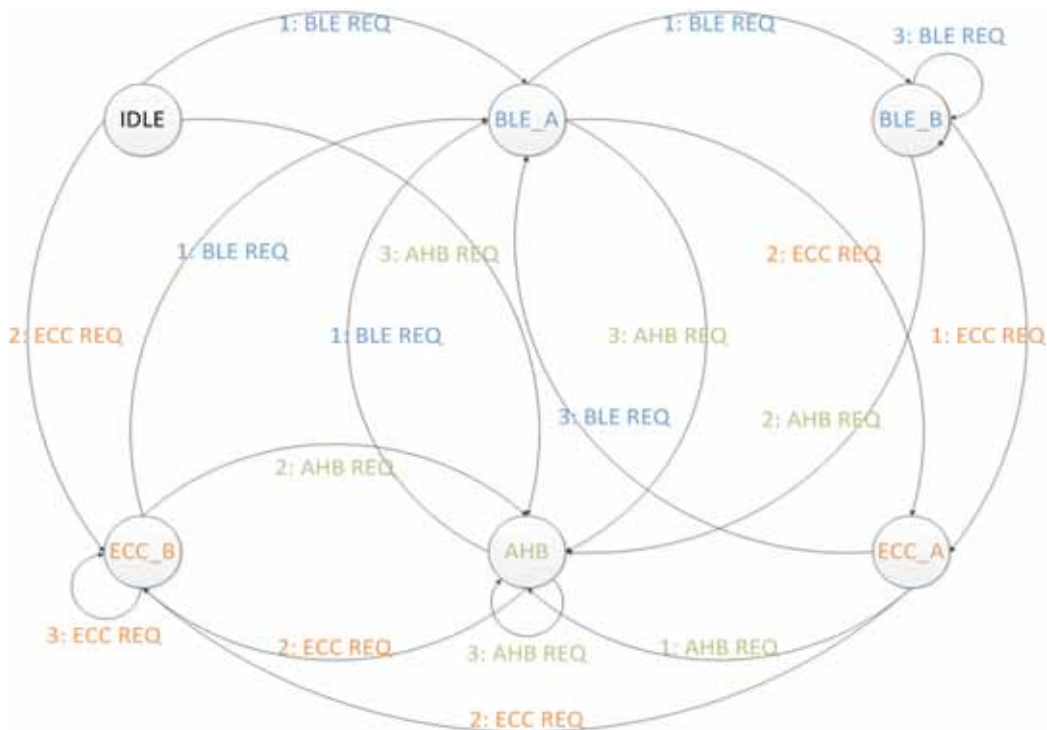 1: BLE REQ
1: BLE REQ
3: BLE REQ
IDLE
BLE_A
BLE_B
1: BLE REQ
3: AHB REQ
2: ECC REQ
2: ECC REQ
1: BLE REQ
3: AHB REQ
1: ECC REQ
3: BLE REQ
2: AHB REQ
2: AHB REQ
ECC_B
AHB
ECC_A
3: ECC REQ
2: ECC REQ
3: AHB REQ
1: AHB REQ
2: ECC REQ